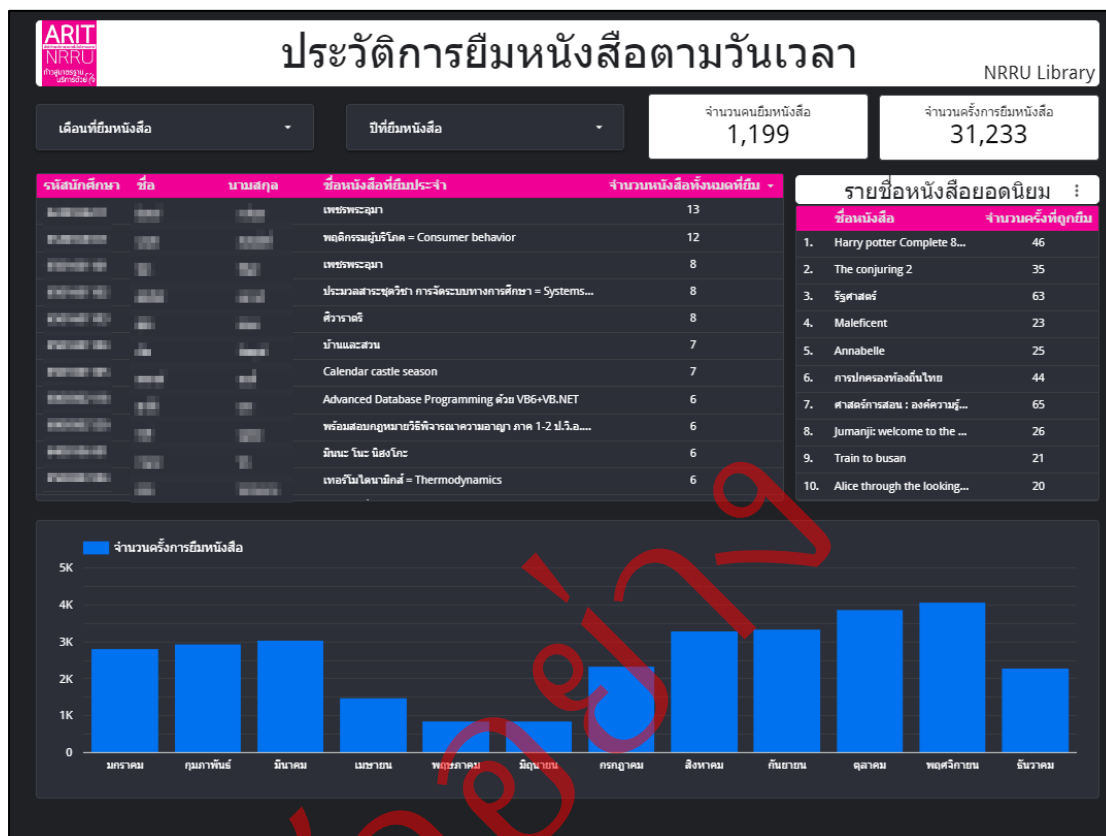 ARIT
NRRU
ประวัติการยืมหนังสือตามวันเวลา
NRRU Library
เดือนที่ยืมหนังสือ
ปีที่ยืมหนังสือ
จำนวนคนยืมหนังสือ
1,199
จำนวนครั้งการยืมหนังสือ
31,233
รหัสนักศึกษา ชื่อ นามสกุล ชื่อหนังสือที่ยืมประจำ จำนวนหนังสือทั้งหมดที่ยืม
เพชรพระอุมา 13
พฤติกรรมผู้บริโภค = Consumer behavior 12
เพชรพระอุมา 8
ประมวลสาระชุดวิชา การจัดระบบทางการศึกษา = Systems... 8
ศิวาราตรี 8
บ้านและสวน 7
Calendar castle season 7
Advanced Database Programming ด้วย VB6+VB.NET 6
พร้อมสอบกฎหมายวิธีพิจารณาความอาญา ภาค 1-2 ป.วิ.อ.... 6
มินนะ โนะ นิฮงโกะ 6
เทอร์โมไดนามิกส์ = Thermodynamics 6
รายชื่อหนังสือยอดนิยม
ชื่อหนังสือ จำนวนครั้งที่ถูกยืม
1. Harry potter Complete 8... 46
2. The conjuring 2 35
3. รัฐศาสตร์ 63
4. Maleficent 23
5. Annabelle 25
6. การปกครองท้องถิ่นไทย 44
7. ศาสตร์การสอน : องค์ความรู้... 65
8. Jumanji: welcome to the ... 26
9. Train to busan 21
10. Alice through the looking... 20
จำนวนครั้งการยืมหนังสือ
5K
4K
3K
2K
1K
0
มกราคม กุมภาพันธ์ มีนาคม เมษายน พฤษภาคม มิถุนายน กรกฎาคม สิงหาคม กันยายน ตุลาคม พฤศจิกายน ธันวาคม
ตัวอย่าง